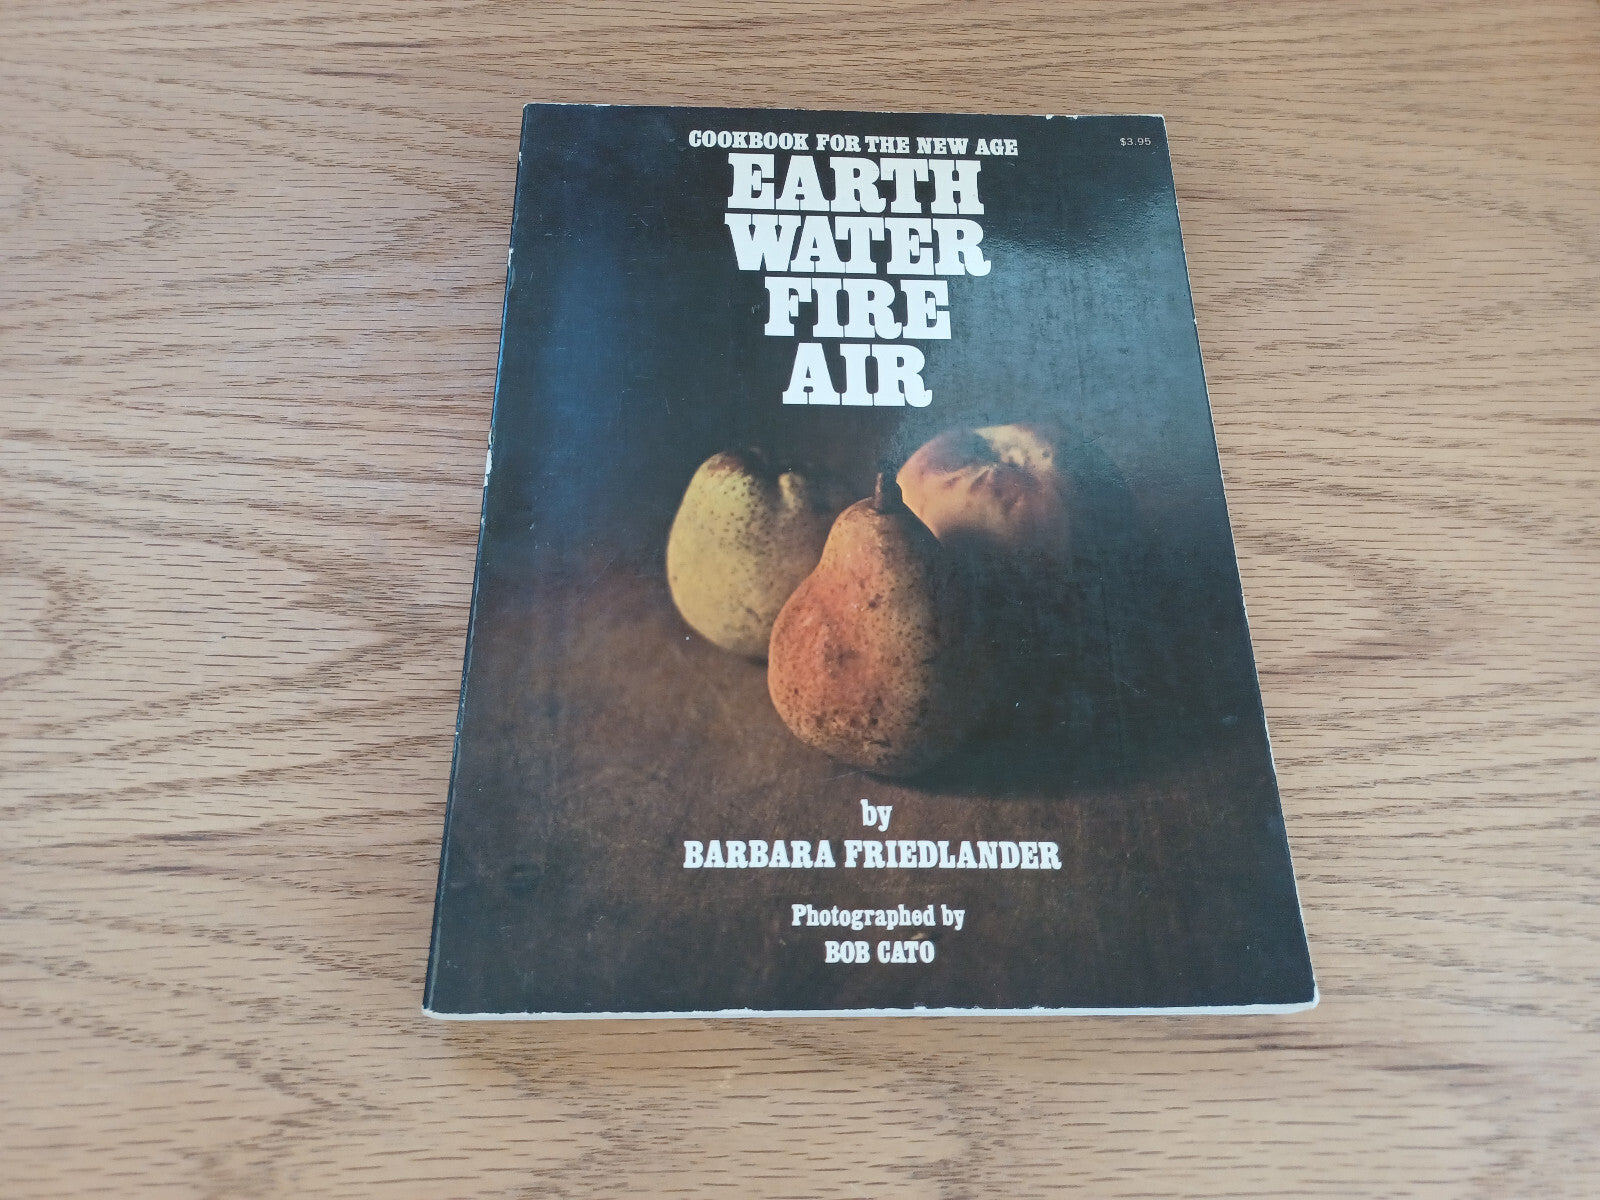 COOKBOOK FOR THE NEW AGE
$3.95
EARTH
WATER
FIRE
AIR
by
BARBARA FRIEDLANDER
Photographed by
BOB CATO